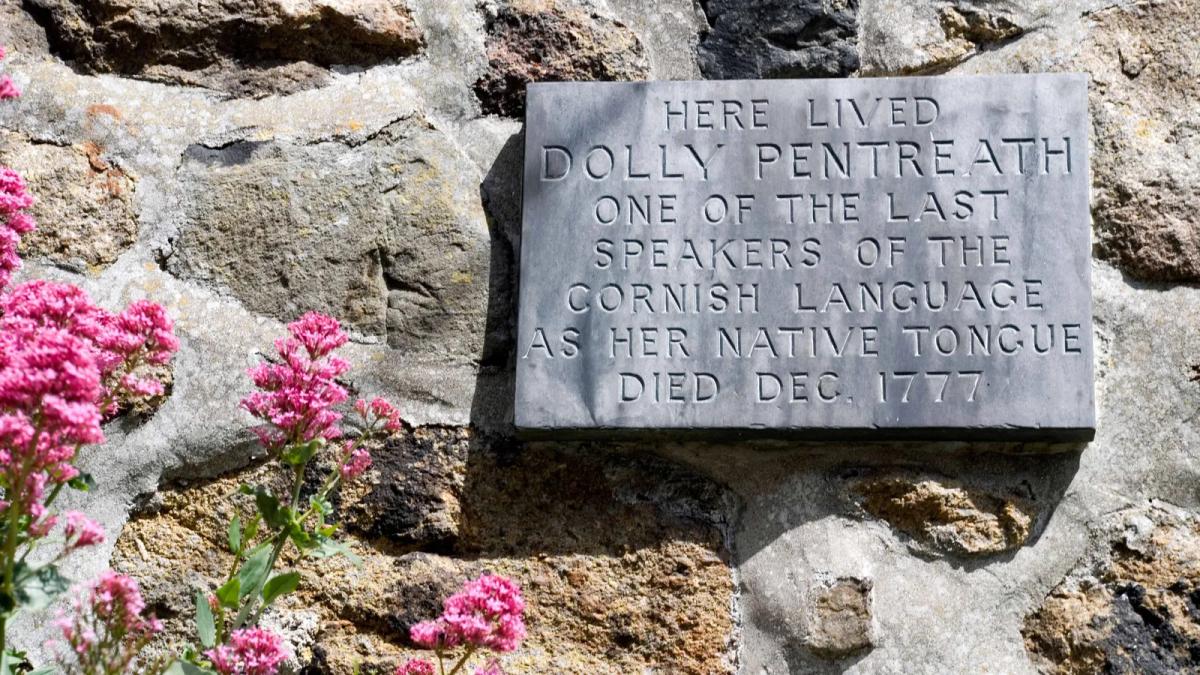 HERE LIVED
DOLLY PENTREATH
ONE OF THE LAST
SPEAKERS OF THE
CORNISH LANGUAGE
AS HER NATIVE TONGUE
DIED DEC. 1777